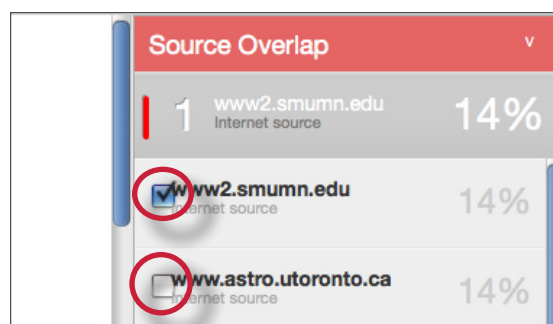 Source Overlap v
1 www2.smumn.edu 14%
Internet source
www2.smumn.edu 14%
Internet source
www.astro.utoronto.ca 14%
Internet source